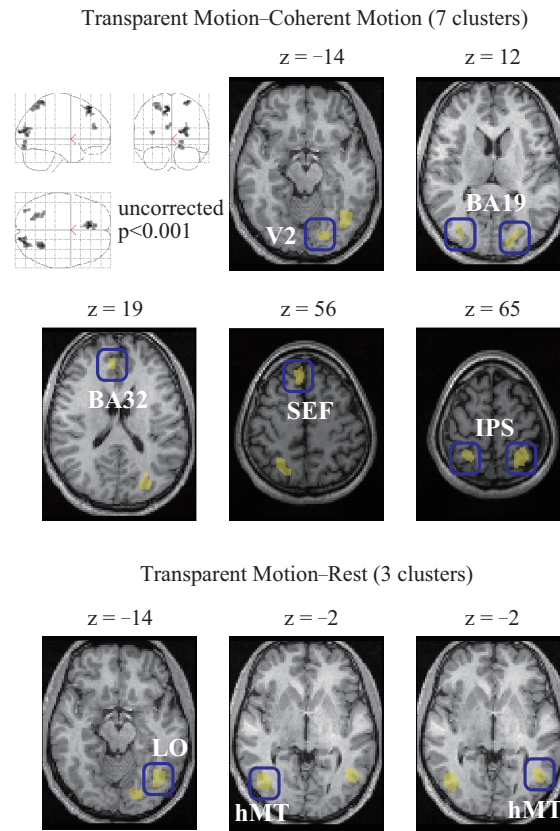 Transparent Motion–Coherent Motion (7 clusters)
z = –14
z = 12
uncorrected
p<0.001
V2
BA19
z = 19
z = 56
z = 65
BA32
SEF
IPS
Transparent Motion–Rest (3 clusters)
z = –14
z = –2
z = –2
LO
hMT
hMT